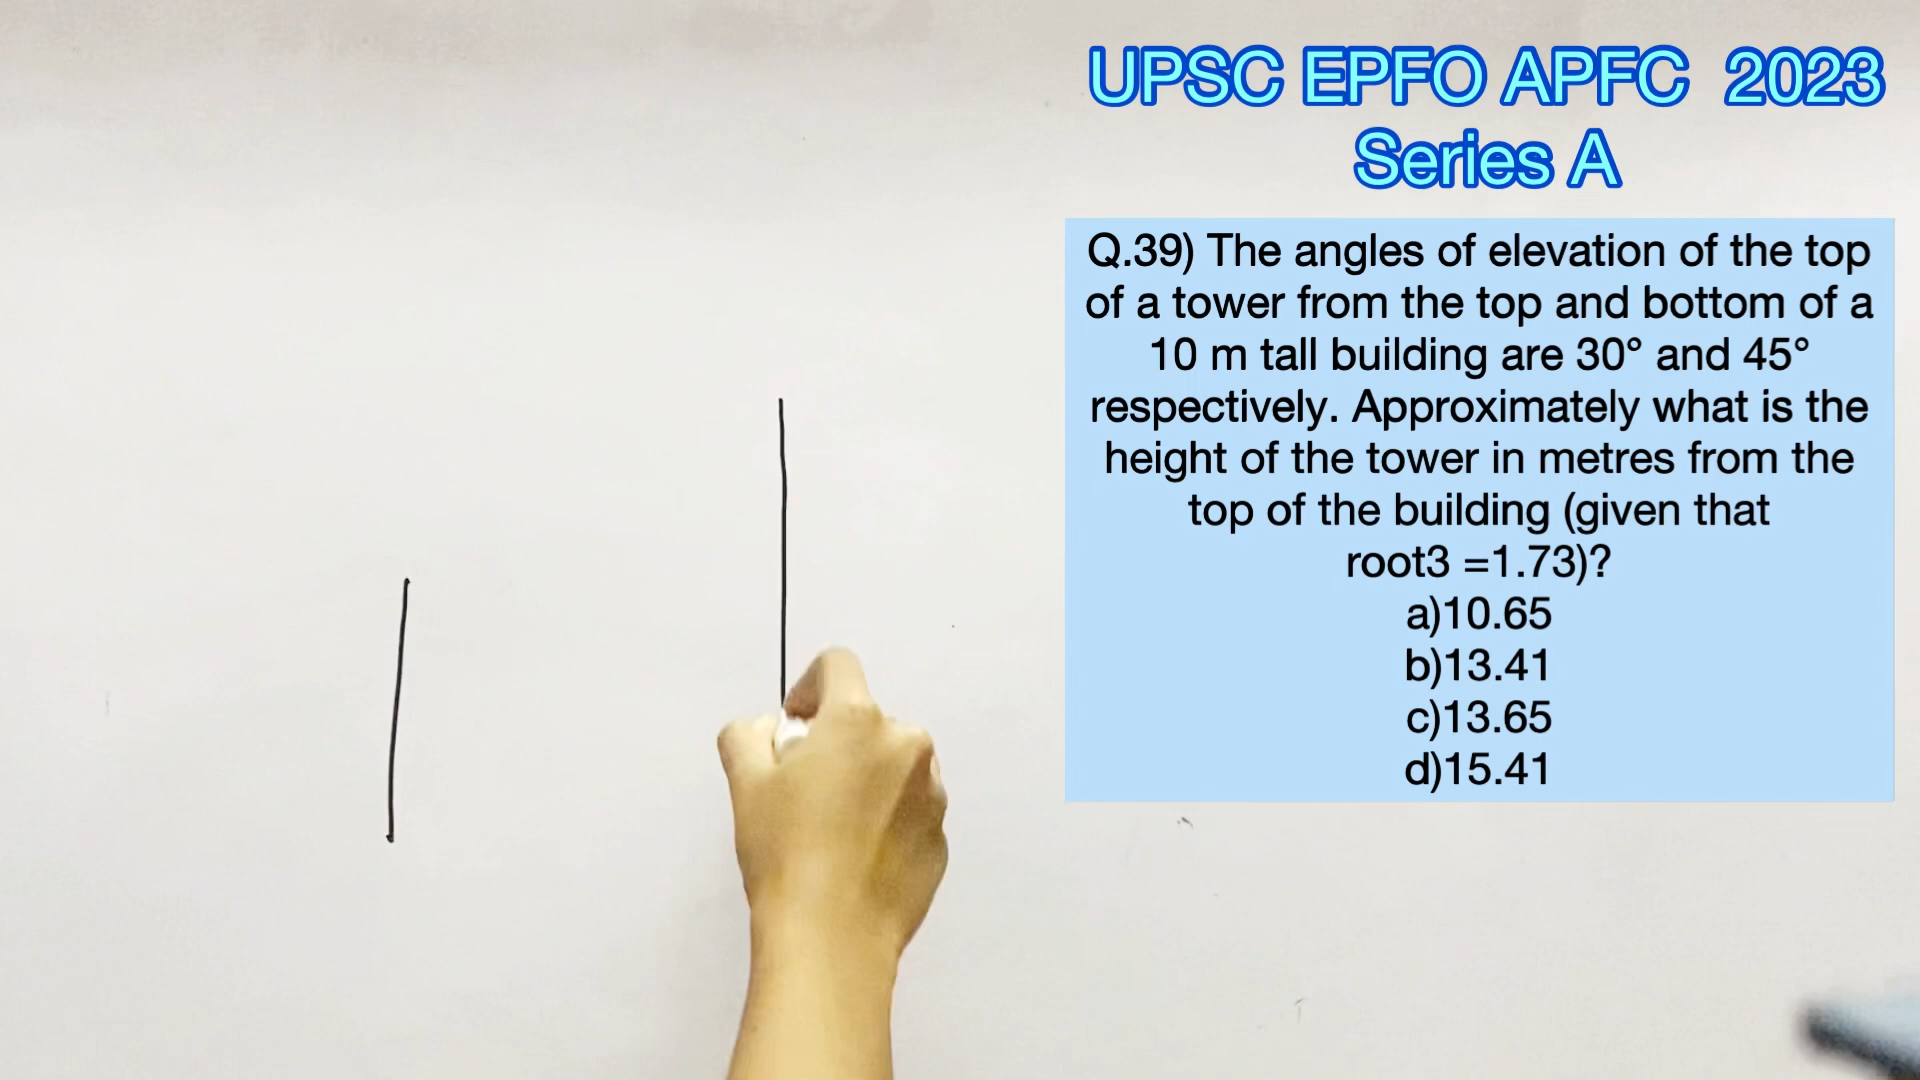 UPSC EPFO APFC 2023
Series A
Q.39) The angles of elevation of the top
of a tower from the top and bottom of a
10 m tall building are 30° and 45°
respectively. Approximately what is the
height of the tower in metres from the
top of the building (given that
root3 =1.73)?
a)10.65
b)13.41
c)13.65
d)15.41